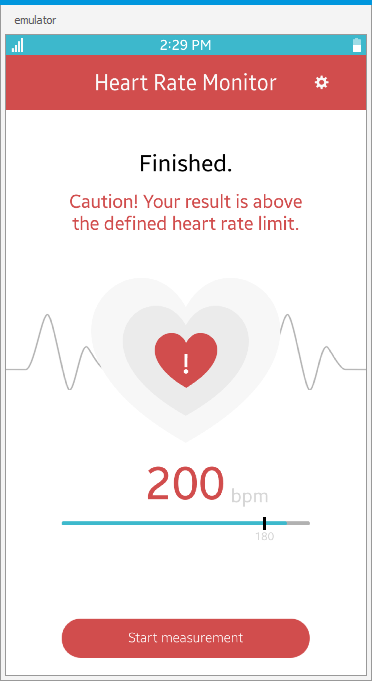 emulator
2:29 PM
Heart Rate Monitor
Finished.
Caution! Your result is above
the defined heart rate limit.
!
200 bpm
180
Start measurement